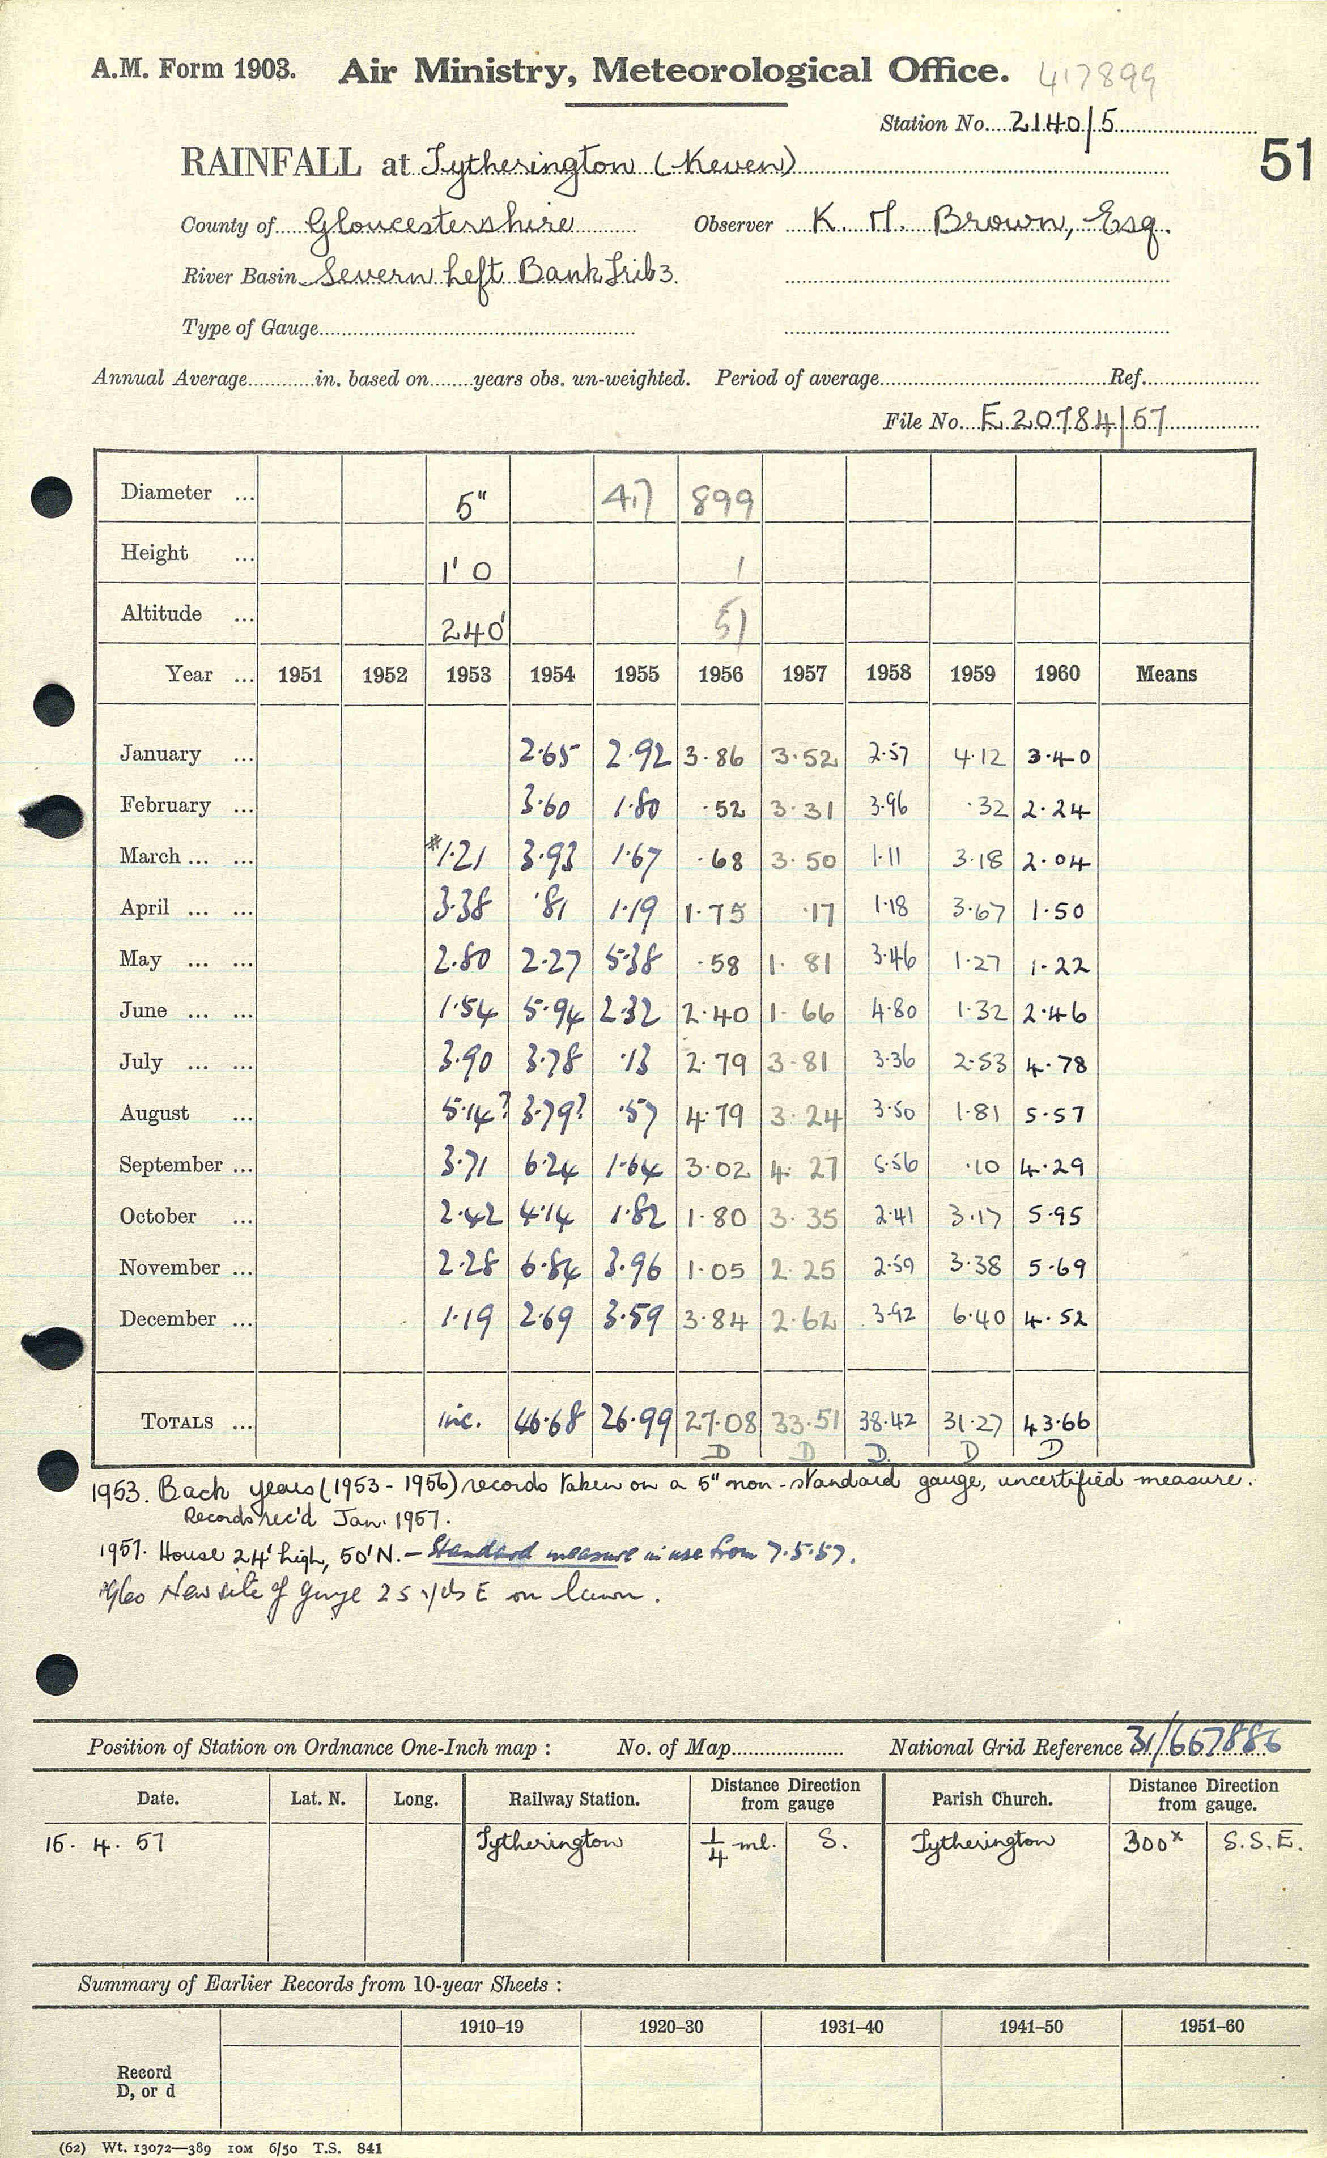 A.M. Form 1903. Air Ministry, Meteorological Office. 417899
Station No. 2140/5
51
RAINFALL at Tytherington (Keven)
County of Gloucestershire Observer K. M. Brown, Esq.
River Basin Severn Left Bank Trib 3.
Type of Gauge
Annual Average in. based on years obs. un-weighted. Period of average Ref.
File No. E 20784/57
Diameter ... 5" 417 899
Height ... 1' 0 1
Altitude ... 240' 51
Year ... 1951 1952 1953 1954 1955 1956 1957 1958 1959 1960 Means
January ... 2.65 2.92 3.86 3.52 2.57 4.12 3.40
February ... 3.60 1.80 .52 3.31 3.96 .32 2.24
March ... ... *1.21 3.93 1.67 .68 3.50 1.11 3.18 2.04
April ... ... 3.38 .81 1.19 1.75 .17 1.18 3.67 1.50
May ... ... 2.80 2.27 5.38 .58 1.81 3.46 1.27 1.22
June ... ... 1.54 5.94 2.32 2.40 1.66 4.80 1.32 2.46
July ... ... 3.90 3.78 .13 2.79 3.81 3.36 2.53 4.78
August ... 5.14? 3.79? .57 4.79 3.24 3.50 1.81 5.57
September ... 3.71 6.24 1.64 3.02 4.27 5.56 .10 4.29
October ... 2.42 4.14 1.82 1.80 3.35 2.41 3.17 5.95
November ... 2.28 6.84 3.96 1.05 2.25 2.59 3.38 5.69
December ... 1.19 2.69 3.59 3.84 2.62 3.92 6.40 4.52
TOTALS ... inc. 46.68 26.99 27.08 33.51 38.42 31.27 43.66
D D D D D
1953. Back years (1953 - 1956) records taken on a 5" non-standard gauge, uncertified measure.
Records rec'd Jan. 1957.
1957. House 24' high, 50' N. - Standard measure in use from 7.5.57.
New site of gauge 25 yds E on lawn.
Position of Station on Ordnance One-Inch map : No. of Map National Grid Reference 31/667886
Date. Lat. N. Long. Railway Station. Distance Direction from gauge Parish Church. Distance Direction from gauge.
15. 4. 57 Tytherington 1/4 ml. S. Tytherington 300x S.S.E.
Summary of Earlier Records from 10-year Sheets :
1910-19 1920-30 1931-40 1941-50 1951-60
Record
D, or d
(62) Wt. 13072—389 10M 6/50 T.S. 841